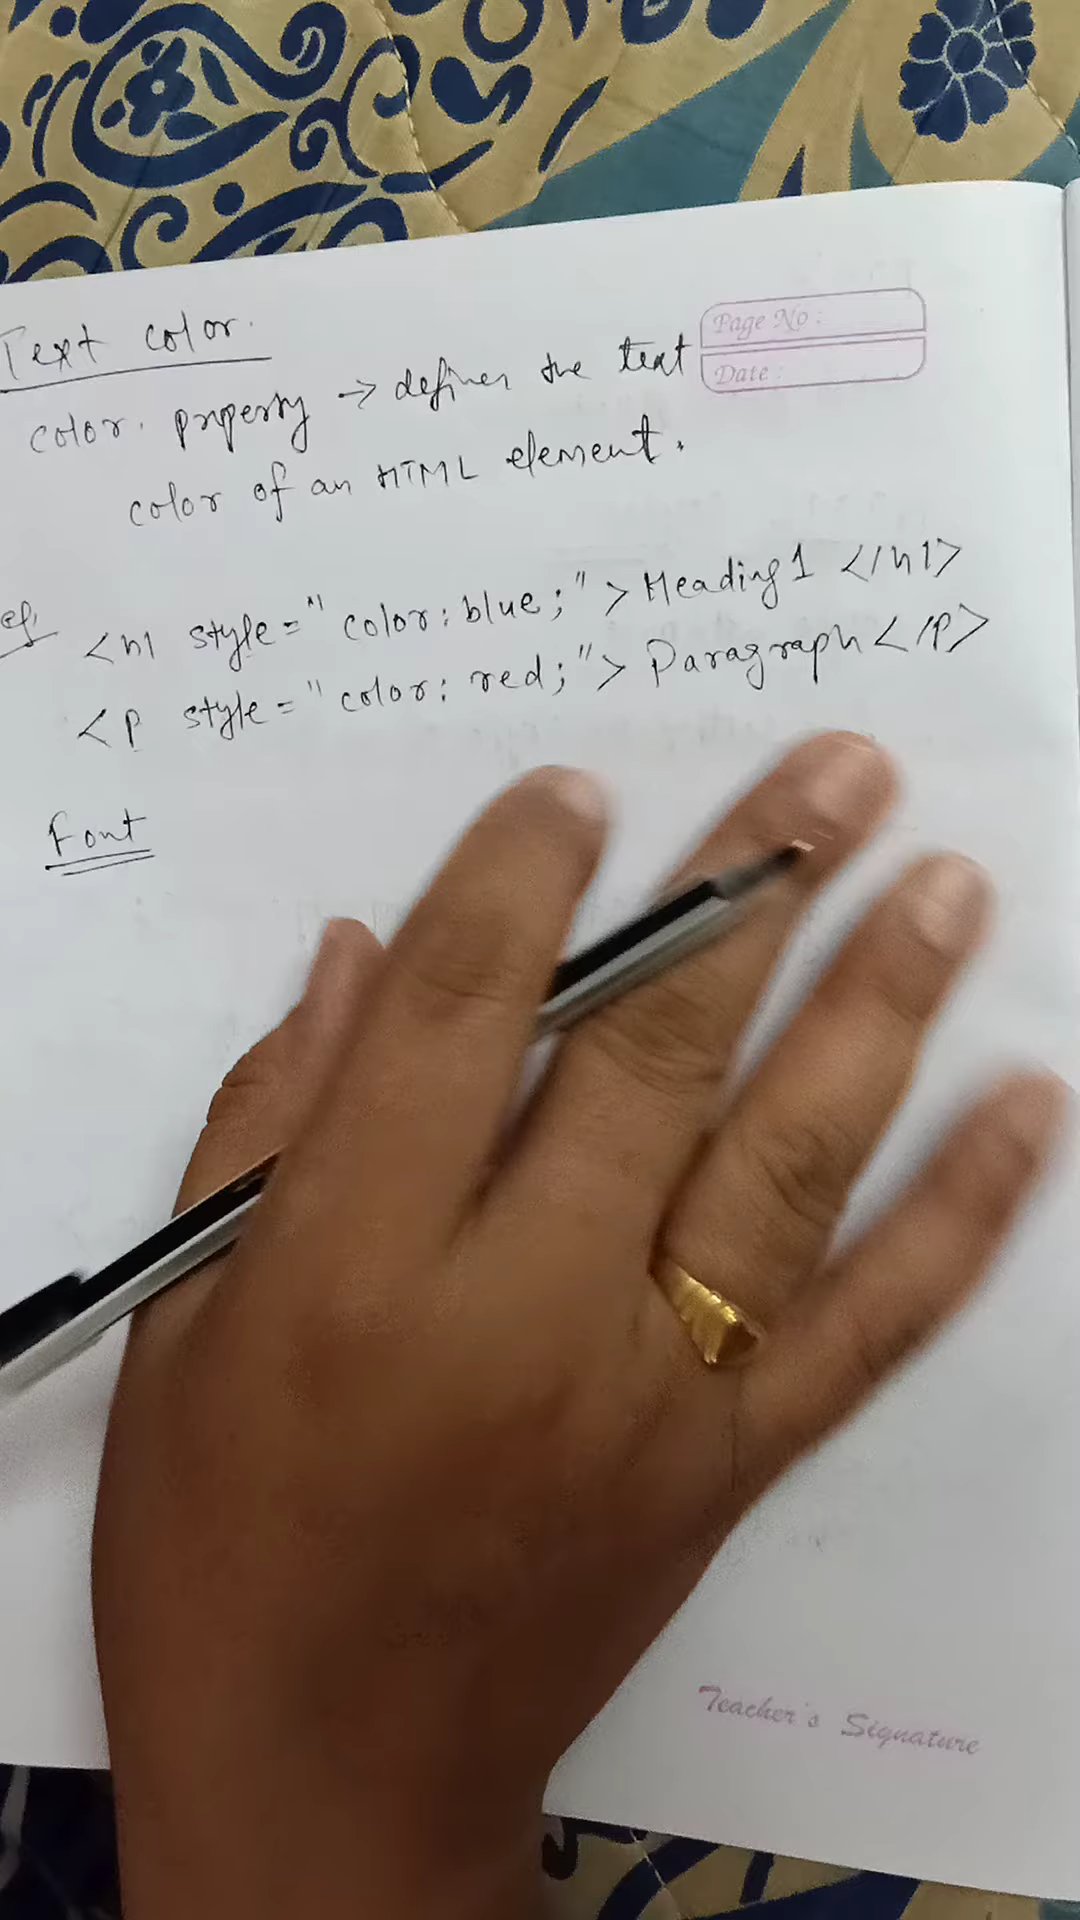 Text color.
Page No :
Date :
color. property → defines the text
color of an HTML element.
eg.
<h1 style="color: blue;"> Heading 1 </h1>
<p style="color: red;"> Paragraph </p>
Font
Teacher's Signature